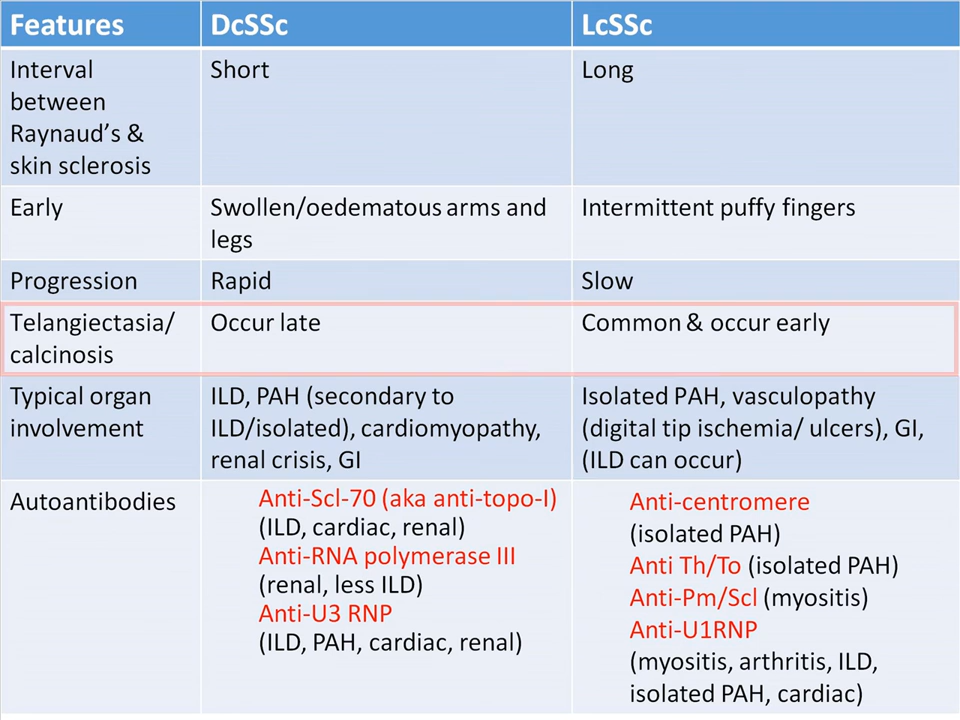 Features DcSSc LcSSc
Interval Short Long
between
Raynaud’s &
skin sclerosis
Early Swollen/oedematous arms and Intermittent puffy fingers
legs
Progression Rapid Slow
Telangiectasia/ Occur late Common & occur early
calcinosis
Typical organ ILD, PAH (secondary to Isolated PAH, vasculopathy
involvement ILD/isolated), cardiomyopathy, (digital tip ischemia/ ulcers), GI,
renal crisis, GI (ILD can occur)
Autoantibodies Anti-Scl-70 (aka anti-topo-I) Anti-centromere
(ILD, cardiac, renal) (isolated PAH)
Anti-RNA polymerase III Anti Th/To (isolated PAH)
(renal, less ILD) Anti-Pm/Scl (myositis)
Anti-U3 RNP Anti-U1RNP
(ILD, PAH, cardiac, renal) (myositis, arthritis, ILD,
isolated PAH, cardiac)